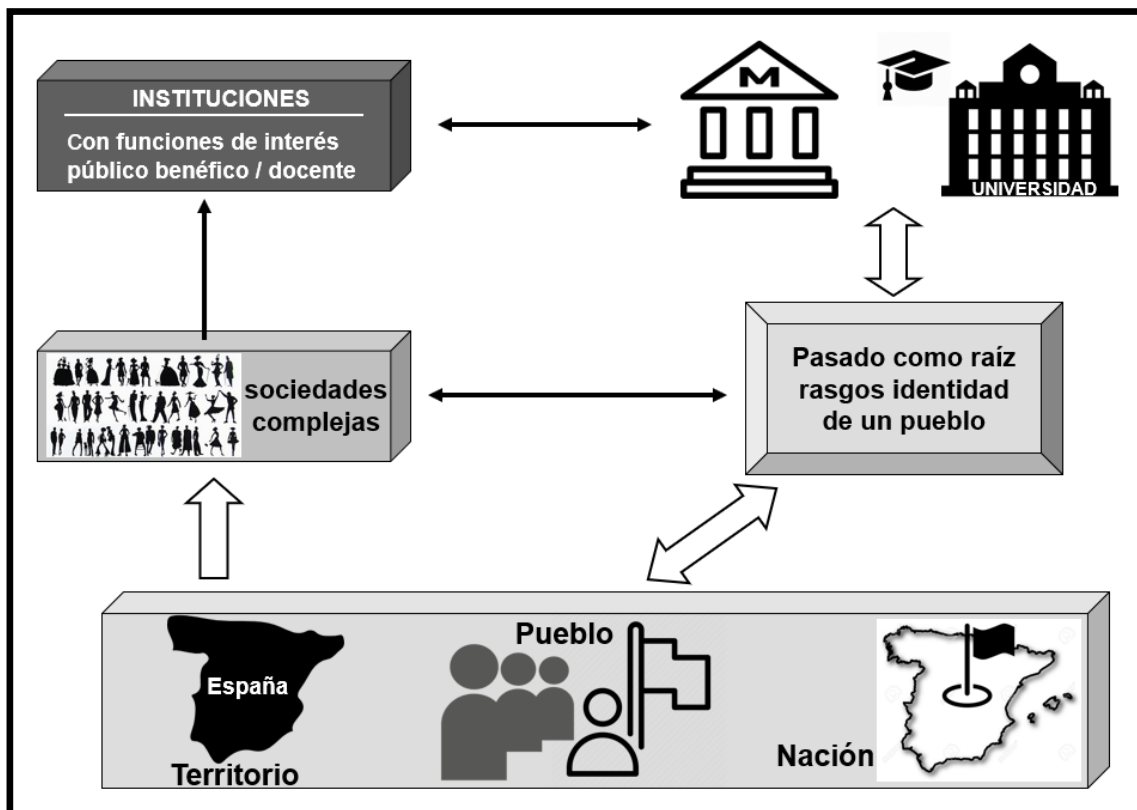 INSTITUCIONES
Con funciones de interés
público benéfico / docente
M
UNIVERSIDAD
sociedades
complejas
Pasado como raíz
rasgos identidad
de un pueblo
España
Territorio
Pueblo
Nación